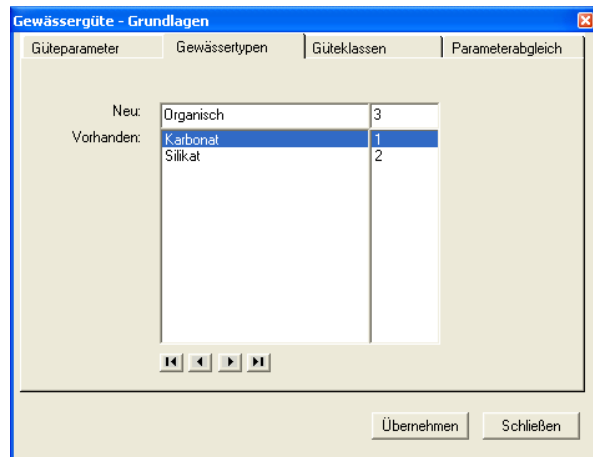 Gewässergüte - Grundlagen
Güteparameter Gewässertypen Güteklassen Parameterabgleich
Neu: Organisch 3
Vorhanden: Karbonat 1
Silikat 2
Übernehmen Schließen